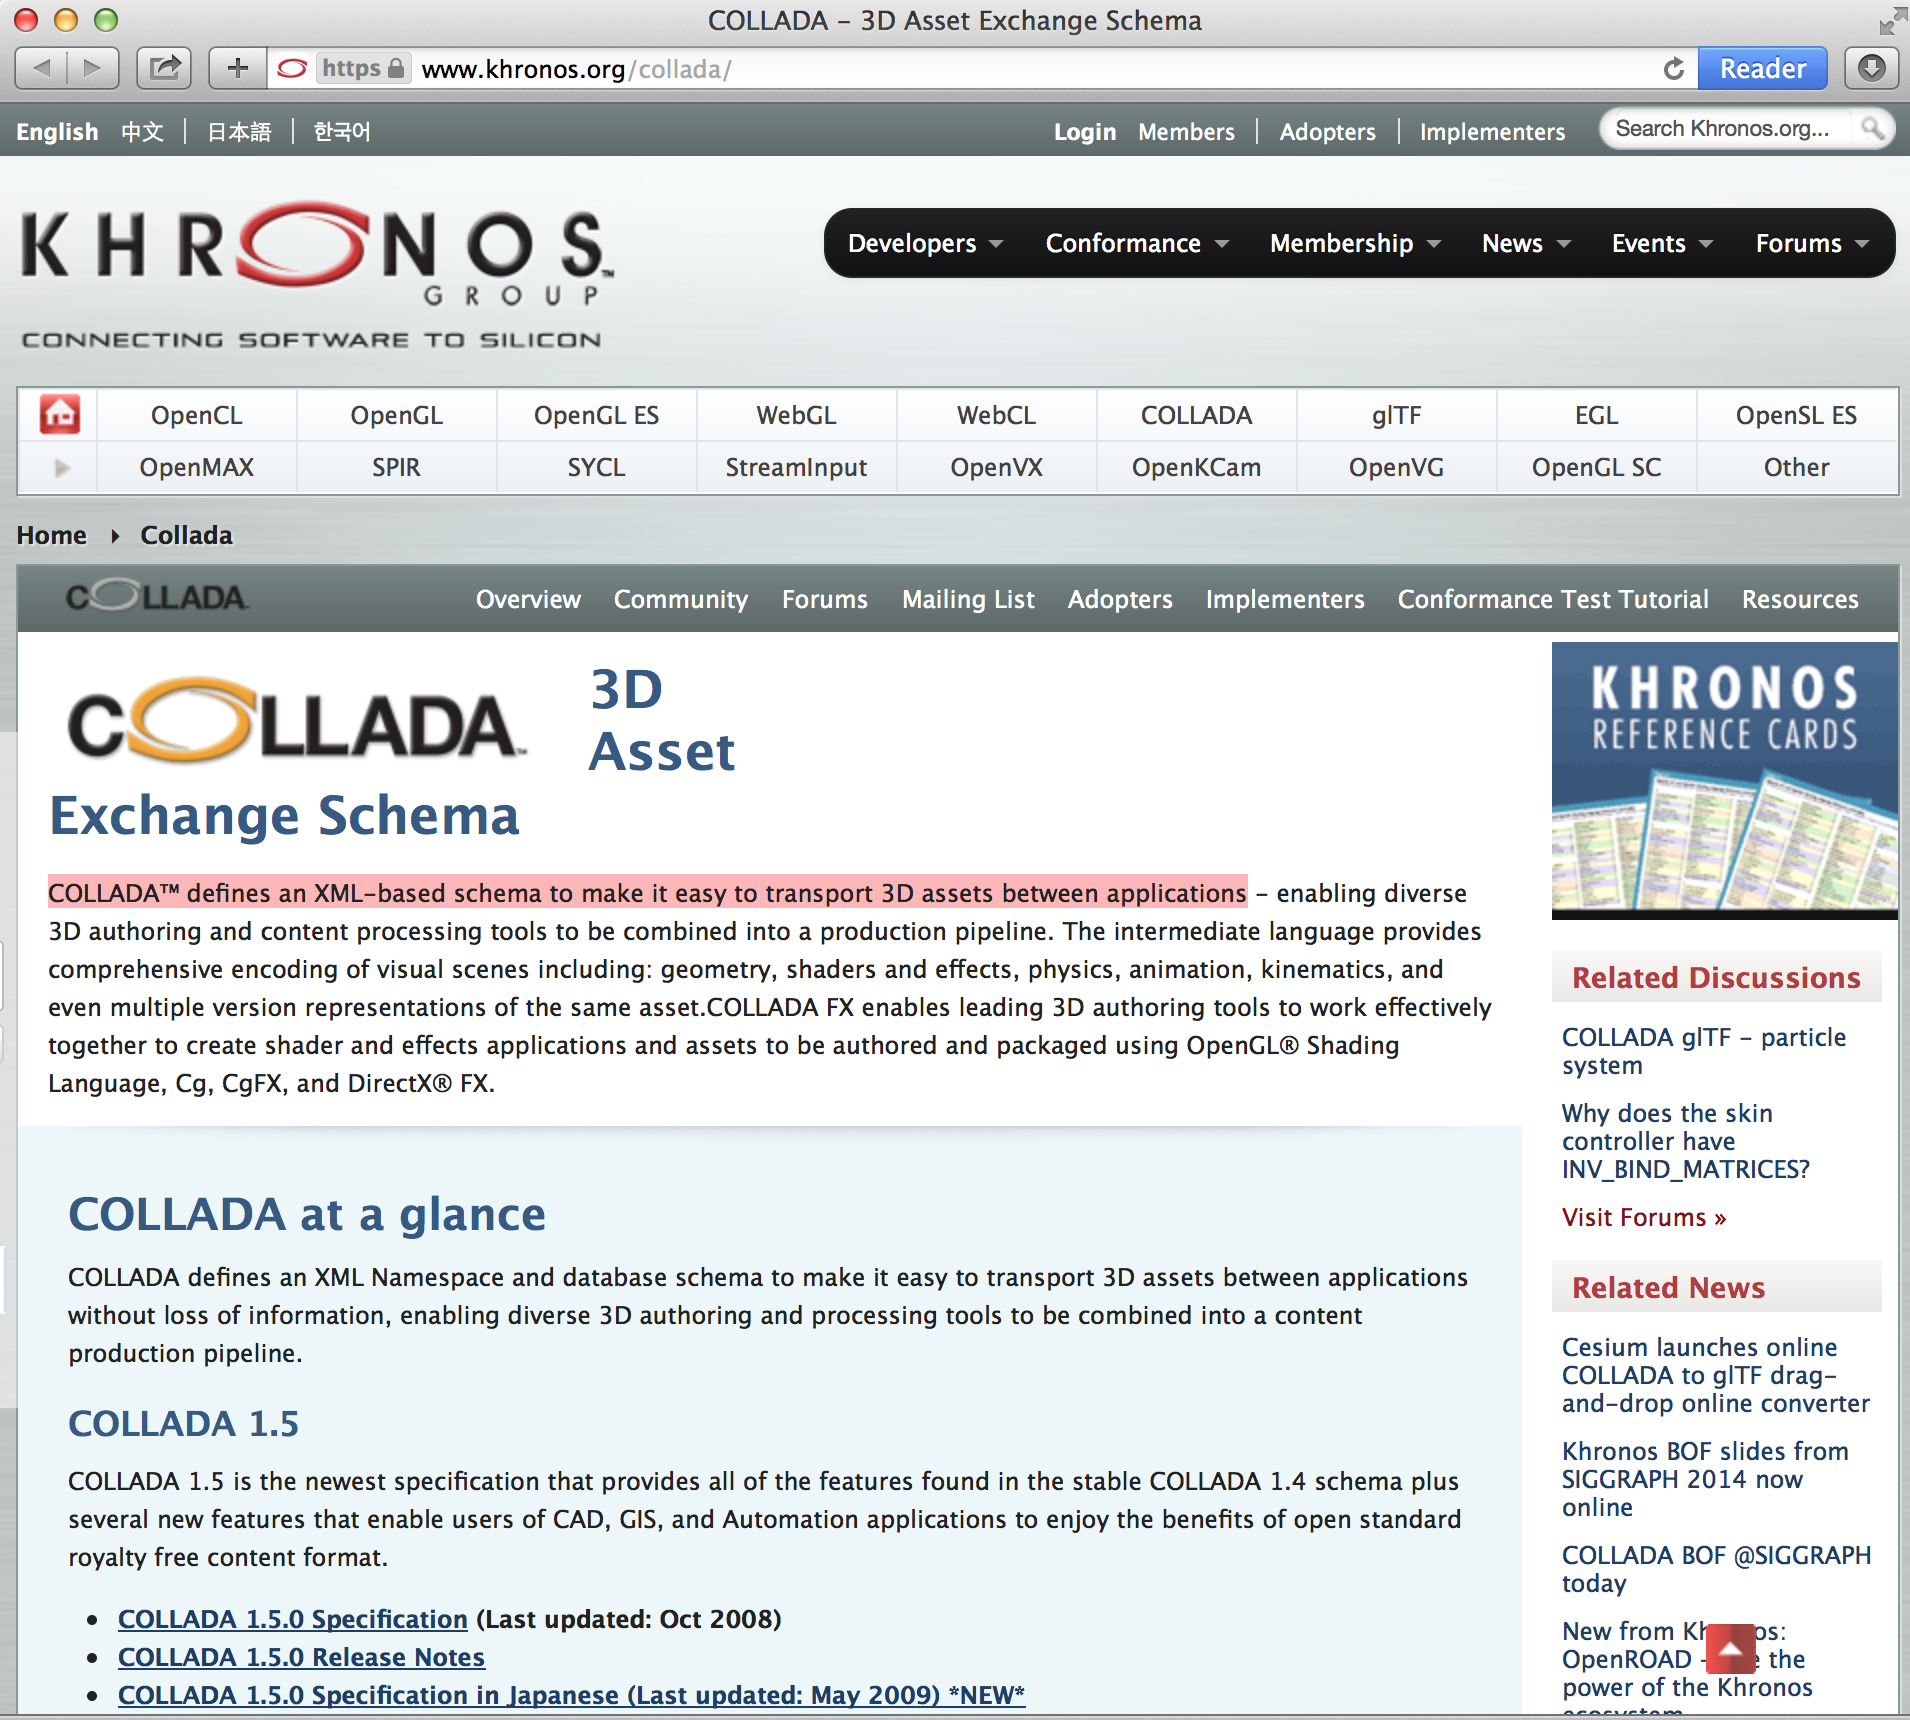 COLLADA – 3D Asset Exchange Schema
https www.khronos.org/collada/
Reader
English 中文 日本語 한국어
Login Members Adopters Implementers
Search Khronos.org...
KHRONOS™
GROUP
CONNECTING SOFTWARE TO SILICON
Developers Conformance Membership News Events Forums
OpenCL OpenGL OpenGL ES WebGL WebCL COLLADA glTF EGL OpenSL ES
OpenMAX SPIR SYCL StreamInput OpenVX OpenKCam OpenVG OpenGL SC Other
Home Collada
COLLADA Overview Community Forums Mailing List Adopters Implementers Conformance Test Tutorial Resources
COLLADA™
3D
Asset
Exchange Schema
COLLADA™ defines an XML-based schema to make it easy to transport 3D assets between applications – enabling diverse
3D authoring and content processing tools to be combined into a production pipeline. The intermediate language provides
comprehensive encoding of visual scenes including: geometry, shaders and effects, physics, animation, kinematics, and
even multiple version representations of the same asset.COLLADA FX enables leading 3D authoring tools to work effectively
together to create shader and effects applications and assets to be authored and packaged using OpenGL® Shading
Language, Cg, CgFX, and DirectX® FX.
COLLADA at a glance
COLLADA defines an XML Namespace and database schema to make it easy to transport 3D assets between applications
without loss of information, enabling diverse 3D authoring and processing tools to be combined into a content
production pipeline.
COLLADA 1.5
COLLADA 1.5 is the newest specification that provides all of the features found in the stable COLLADA 1.4 schema plus
several new features that enable users of CAD, GIS, and Automation applications to enjoy the benefits of open standard
royalty free content format.
COLLADA 1.5.0 Specification (Last updated: Oct 2008)
COLLADA 1.5.0 Release Notes
COLLADA 1.5.0 Specification in Japanese (Last updated: May 2009) *NEW*
KHRONOS
REFERENCE CARDS
Related Discussions
COLLADA glTF – particle
system
Why does the skin
controller have
INV_BIND_MATRICES?
Visit Forums »
Related News
Cesium launches online
COLLADA to glTF drag-
and-drop online converter
Khronos BOF slides from
SIGGRAPH 2014 now
online
COLLADA BOF @SIGGRAPH
today
New from
OpenROAD – the
power of the Khronos
ecosystem